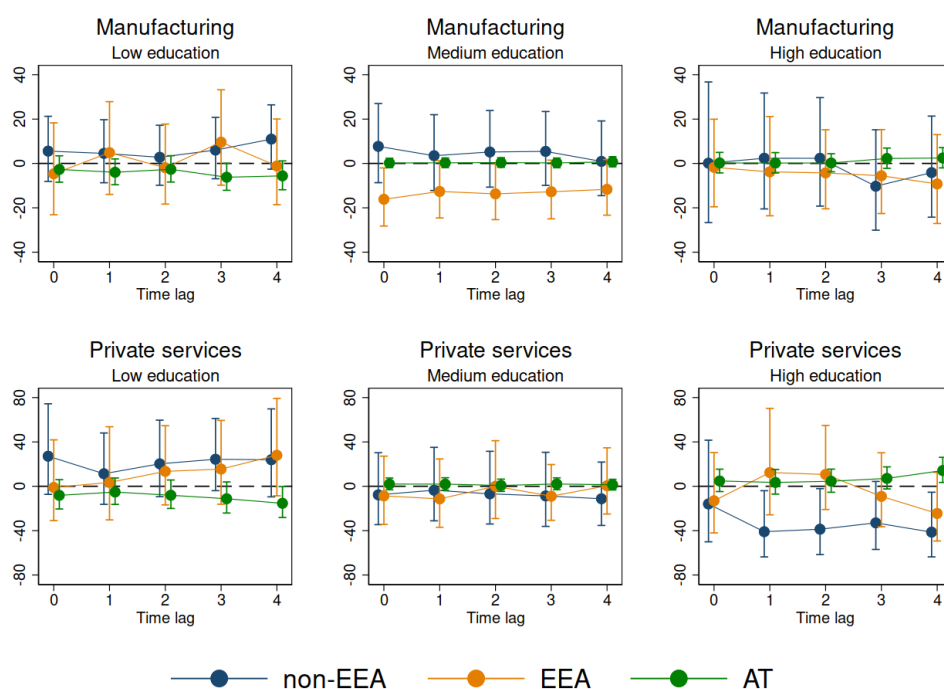 Manufacturing Manufacturing Manufacturing
Low education Medium education High education
40 40 40
20 20 20
0 0 0
-20 20 20
-40 -40 -40
0 1 2 3 4 0 1 2 3 4 0 1 2 3 4
Time lag Time lag Time lag
Private services Private services Private services
Low education Medium education High education
80 80 80
40 40 40
0 0 0
-40 -40 -40
-80 -80 -80
0 1 2 3 4 0 1 2 3 4 0 1 2 3 4
Time lag Time lag Time lag
non-EEA EEA AT